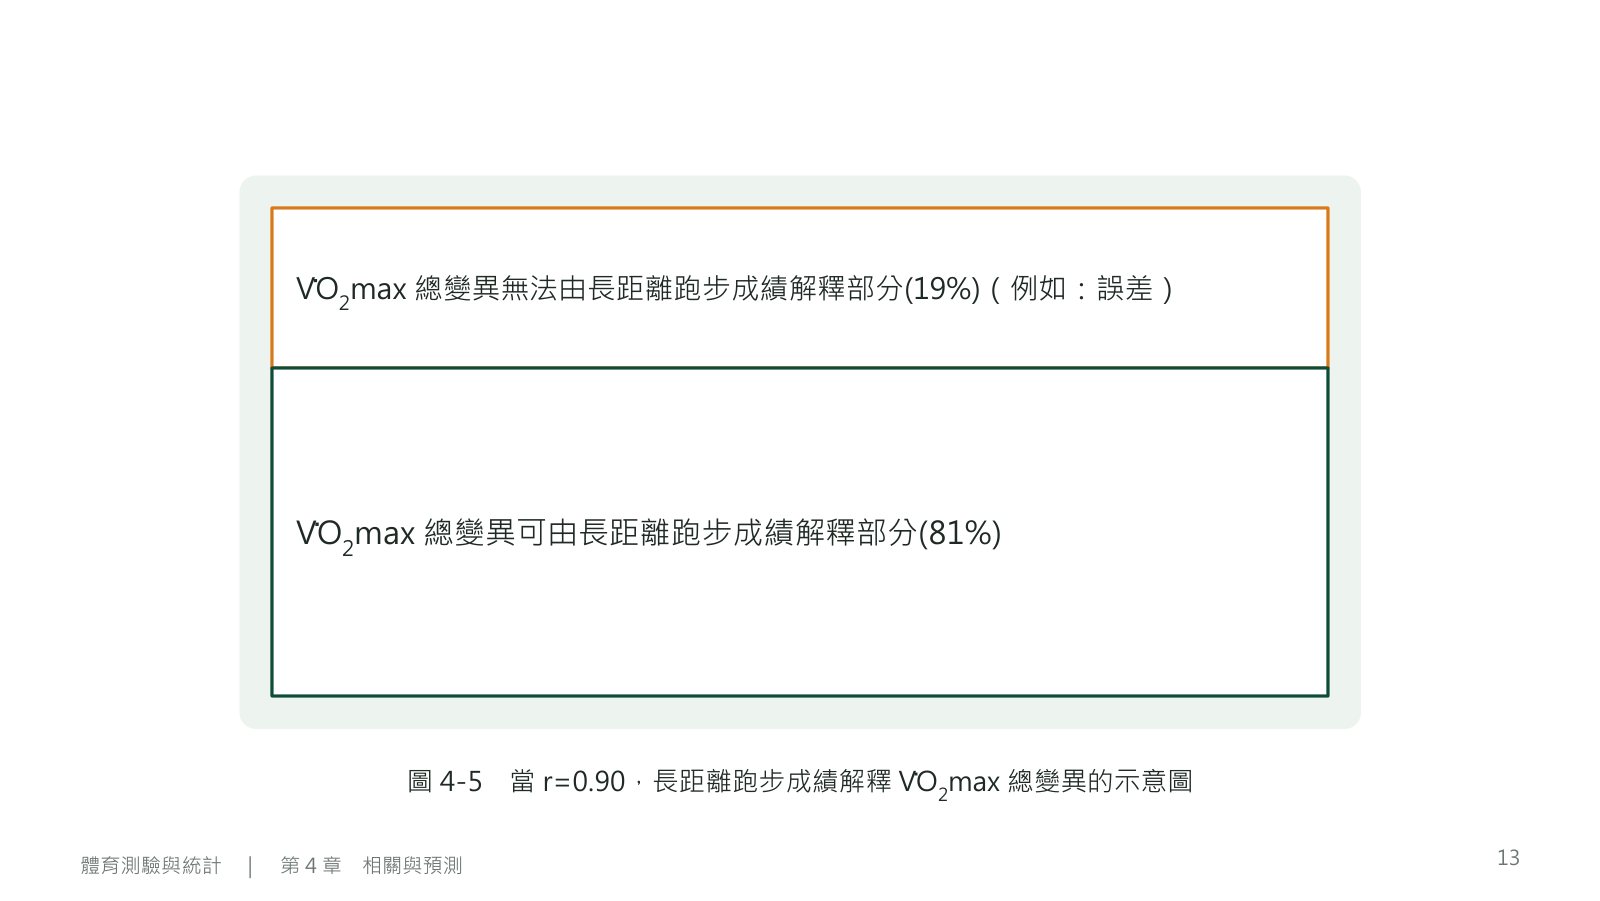 V̇O₂max 總變異無法由長距離跑步成績解釋部分(19%)（例如：誤差）
V̇O₂max 總變異可由長距離跑步成績解釋部分(81%)
圖 4-5　當 r=0.90，長距離跑步成績解釋 V̇O₂max 總變異的示意圖
體育測驗與統計　|　第 4 章　相關與預測
13